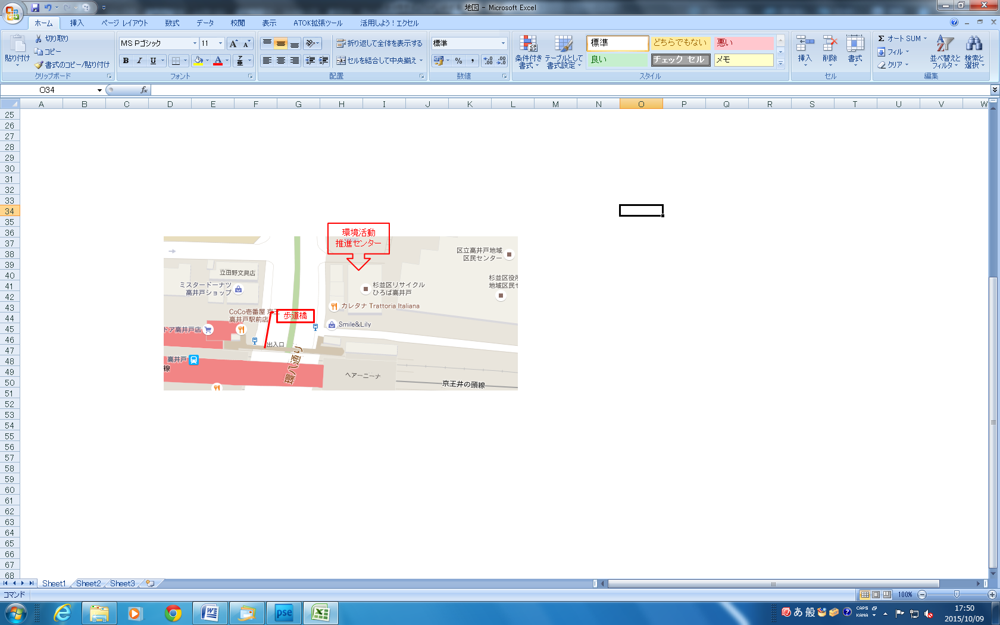 地図 - Microsoft Excel
ホーム 挿入 ページ レイアウト 数式 データ 校閲 表示 ATOK拡張ツール 活用しよう！エクセル
貼り付け
切り取り
コピー
書式のコピー/貼り付け
クリップボード
MS Pゴシック 11
B I U
フォント
折り返して全体を表示する
セルを結合して中央揃え
配置
標準
数値
条件付き
書式
テーブルとして
書式設定
標準 どちらでもない 悪い
良い チェック セル メモ
スタイル
挿入 削除 書式
セル
オート SUM
フィル
クリア
並べ替えと
フィルタ
検索と
選択
編集
O34
A B C D E F G H I J K L M N O P Q R S T U V W
25
26
27
28
29
30
31
32
33
34
35
36
37
38
39
40
41
42
43
44
45
46
47
48
49
50
51
52
53
54
55
56
57
58
59
60
61
62
63
64
65
66
67
68
環境活動
推進センター
区立高井戸地域
区民センター
立田野文具店
ミスタードーナツ
高井戸ショップ
杉並区役所
杉並区リサイクル
ひろば高井戸
カレタナ Trattoria Italiana
CoCo壱番屋
高井戸駅前店
歩道橋
Smile&Lily
ドア高井戸店
出入口
高井戸
線
環八通り
ヘアーニーナ
京王井の頭線
Sheet1 Sheet2 Sheet3
コマンド
100%
pse
あ 般
CAPS
KANA
17:50
2015/10/09